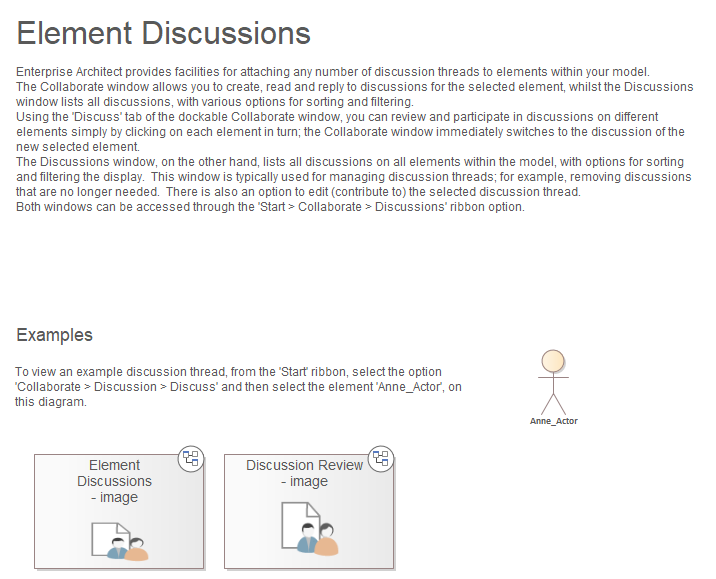 Element Discussions
Enterprise Architect provides facilities for attaching any number of discussion threads to elements within your model.
The Collaborate window allows you to create, read and reply to discussions for the selected element, whilst the Discussions
window lists all discussions, with various options for sorting and filtering.
Using the 'Discuss' tab of the dockable Collaborate window, you can review and participate in discussions on different
elements simply by clicking on each element in turn; the Collaborate window immediately switches to the discussion of the
new selected element.
The Discussions window, on the other hand, lists all discussions on all elements within the model, with options for sorting
and filtering the display.  This window is typically used for managing discussion threads; for example, removing discussions
that are no longer needed.  There is also an option to edit (contribute to) the selected discussion thread.
Both windows can be accessed through the 'Start > Collaborate > Discussions' ribbon option.
Examples
To view an example discussion thread, from the 'Start' ribbon, select the option
'Collaborate > Discussion > Discuss' and then select the element 'Anne_Actor', on
this diagram.
Anne_Actor
Element
Discussions
- image
Discussion Review
- image